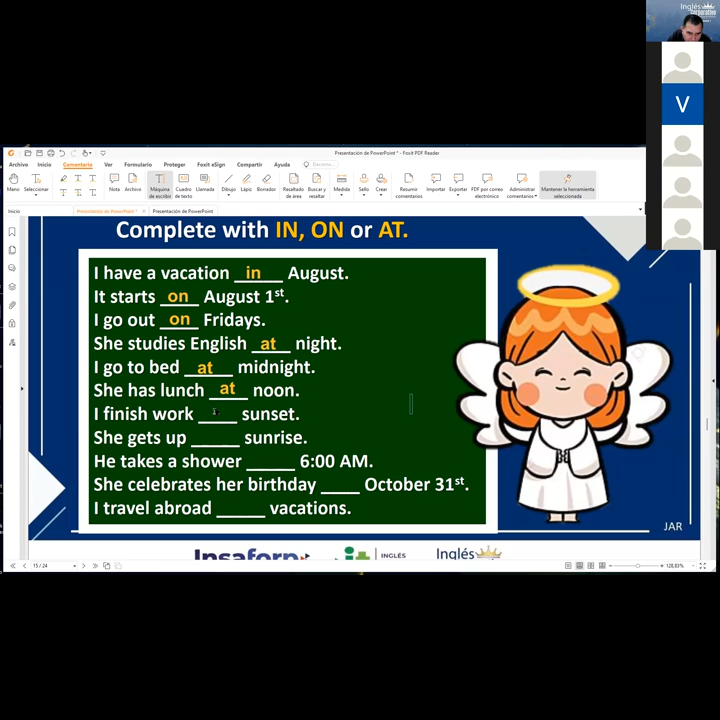 Inglés
corporativo
V
Presentación de PowerPoint * - Foxit PDF Reader
Archivo Inicio Comentario Ver Formulario Proteger Foxit eSign Compartir Ayuda
Mano Seleccionar Nota Archivo Máquina de escribir Cuadro de texto Llamada Dibujo Lápiz Borrador Resaltado de área Buscar y resaltar Medida Sello Crear Resumir comentarios Importar Exportar PDF por correo electrónico Administrar comentarios Mantener la herramienta seleccionada
Inicio Presentación de PowerPoint * Presentación de PowerPoint
Complete with IN, ON or AT.
I have a vacation __in__ August.
It starts _on_ August 1st.
I go out _on_ Fridays.
She studies English _at_ night.
I go to bed _at_ midnight.
She has lunch _at_ noon.
I finish work ____ sunset.
She gets up _____ sunrise.
He takes a shower _____ 6:00 AM.
She celebrates her birthday ____ October 31st.
I travel abroad _____ vacations.
JAR
Insaforp
INGLÉS
Inglés
15 / 24
128,83%